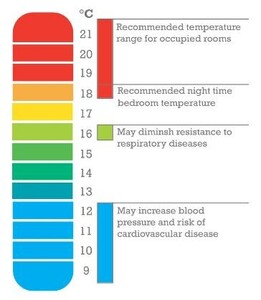 °C
21
Recommended temperature
range for occupied rooms
20
19
18
Recommended night time
bedroom temperature
17
16
May diminsh resistance to
respiratory diseases
15
14
13
12
May increase blood
pressure and risk of
cardiovascular disease
11
10
9